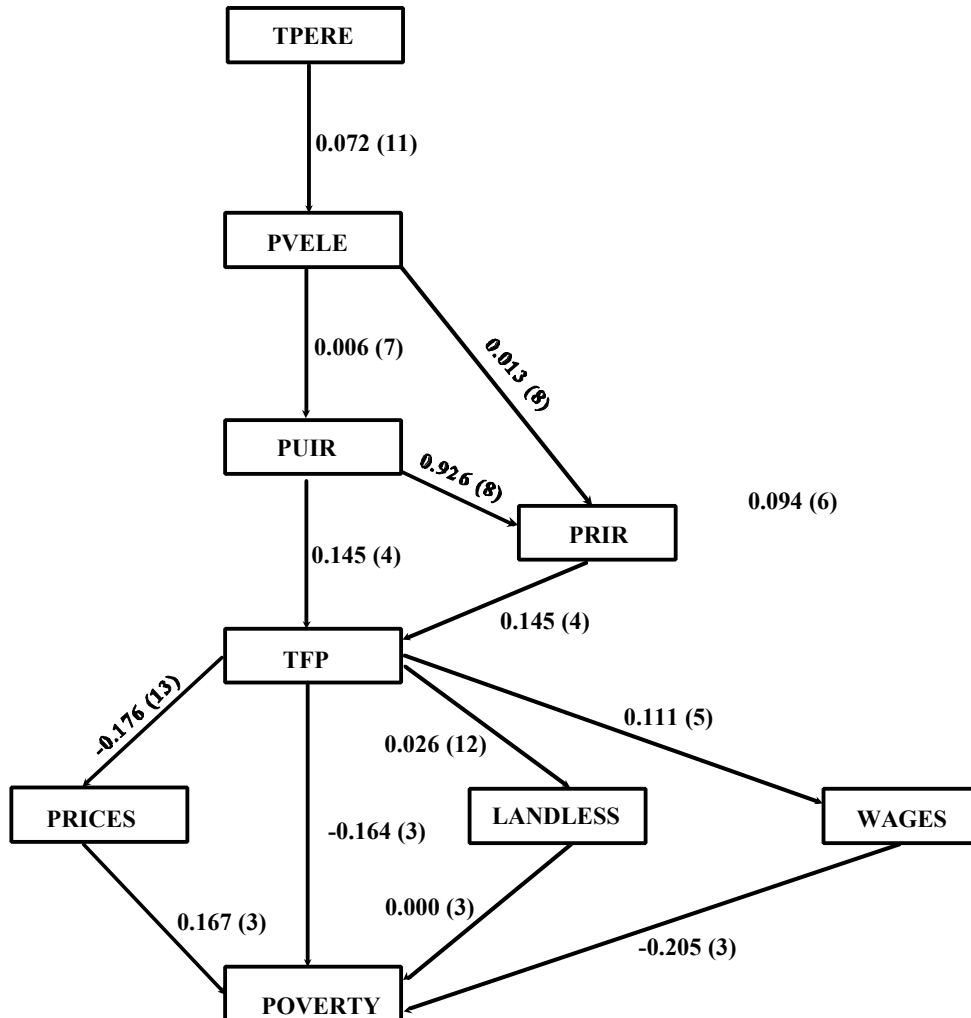 TPERE
0.072 (11)
PVELE
0.006 (7)
0.013 (8)
PUIR
0.926 (8)
0.094 (6)
PRIR
0.145 (4)
0.145 (4)
TFP
-0.176 (13)
0.111 (5)
0.026 (12)
PRICES
LANDLESS
WAGES
-0.164 (3)
0.167 (3)
0.000 (3)
-0.205 (3)
POVERTY